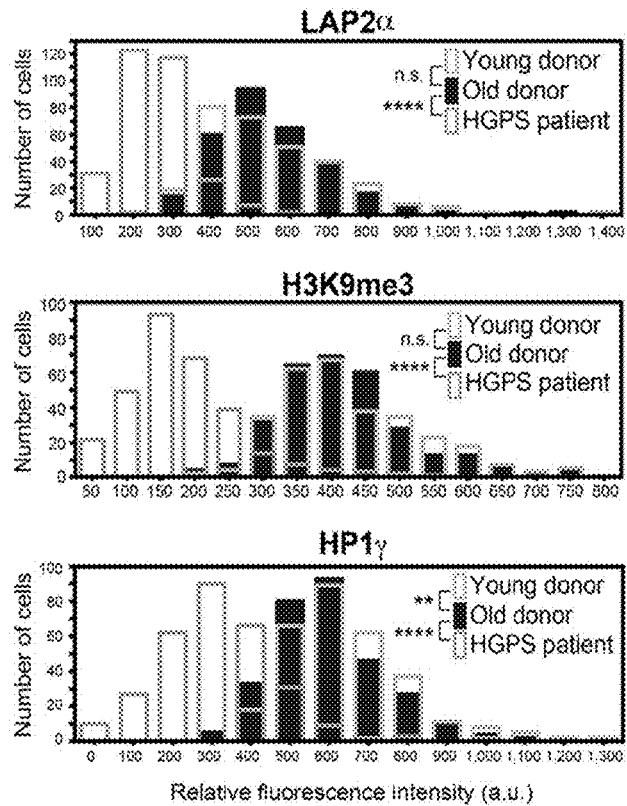 LAP2α
Number of cells
120
100
80
60
40
20
0
n.s.
****
Young donor
Old donor
HGPS patient
100 200 300 400 500 600 700 800 900 1,000 1,100 1,200 1,300 1,400
H3K9me3
Number of cells
100
80
60
40
20
0
n.s.
****
Young donor
Old donor
HGPS patient
50 100 150 200 250 300 350 400 450 500 550 600 650 700 750 800
HP1γ
Number of cells
100
80
60
40
20
0
**
****
Young donor
Old donor
HGPS patient
0 100 200 300 400 500 600 700 800 900 1,000 1,100 1,200 1,300
Relative fluorescence intensity (a.u.)